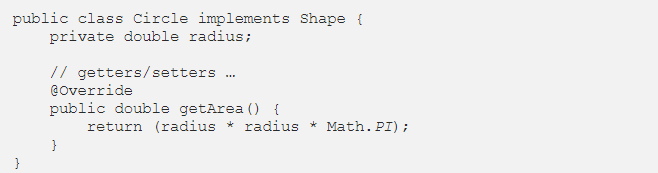 public class Circle implements Shape {
    private double radius;

    // getters/setters …
    @Override
    public double getArea() {
        return (radius * radius * Math.PI);
    }
}